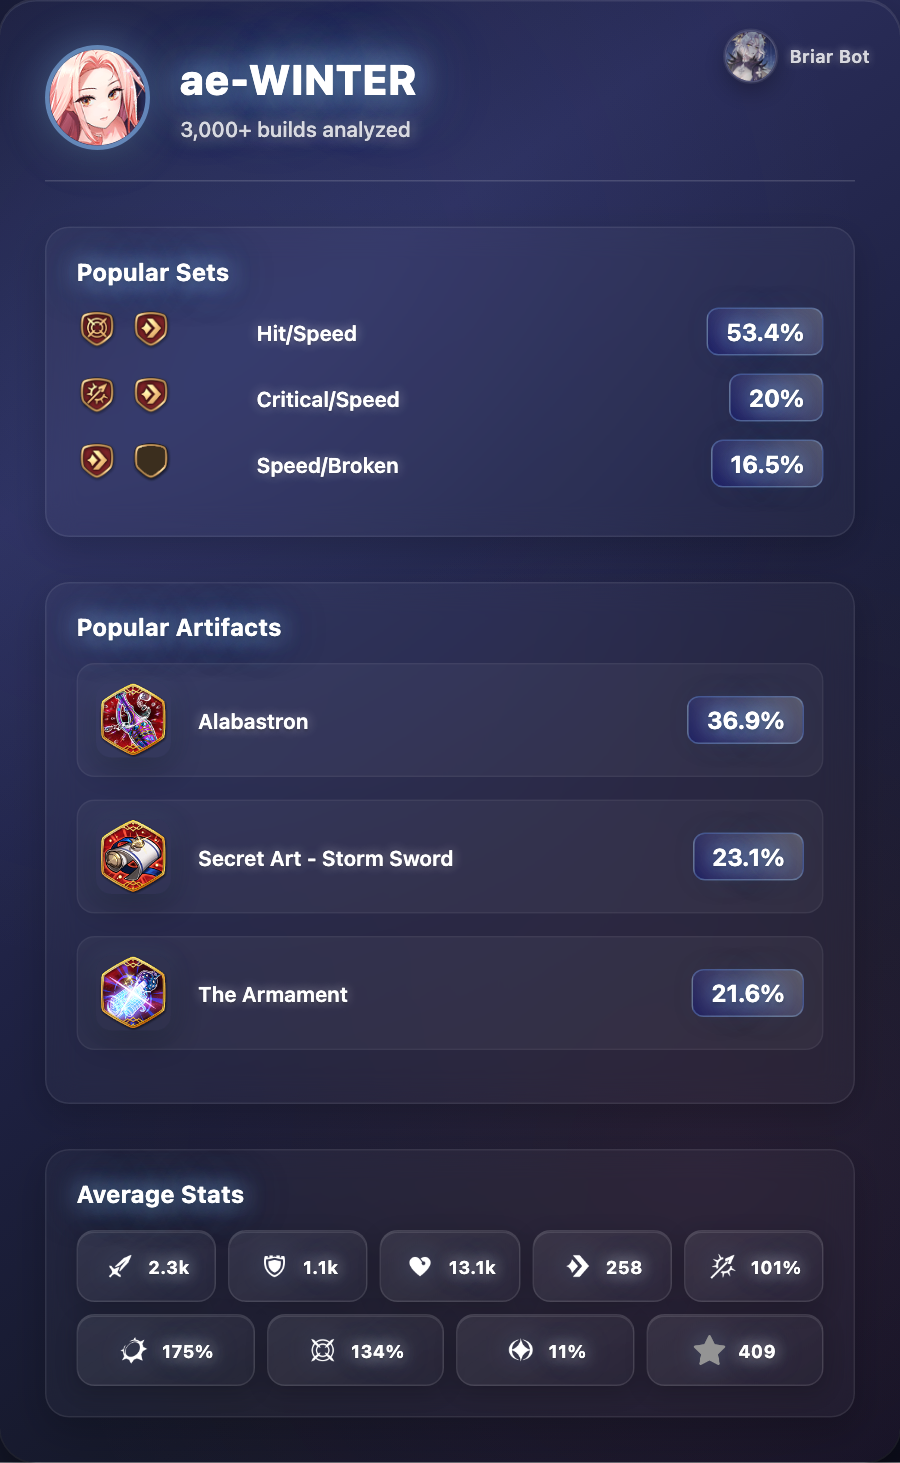 ae-WINTER
3,000+ builds analyzed
Briar Bot
Popular Sets
Hit/Speed
53.4%
Critical/Speed
20%
Speed/Broken
16.5%
Popular Artifacts
Alabastron
36.9%
Secret Art - Storm Sword
23.1%
The Armament
21.6%
Average Stats
2.3k
1.1k
13.1k
258
101%
175%
134%
11%
409